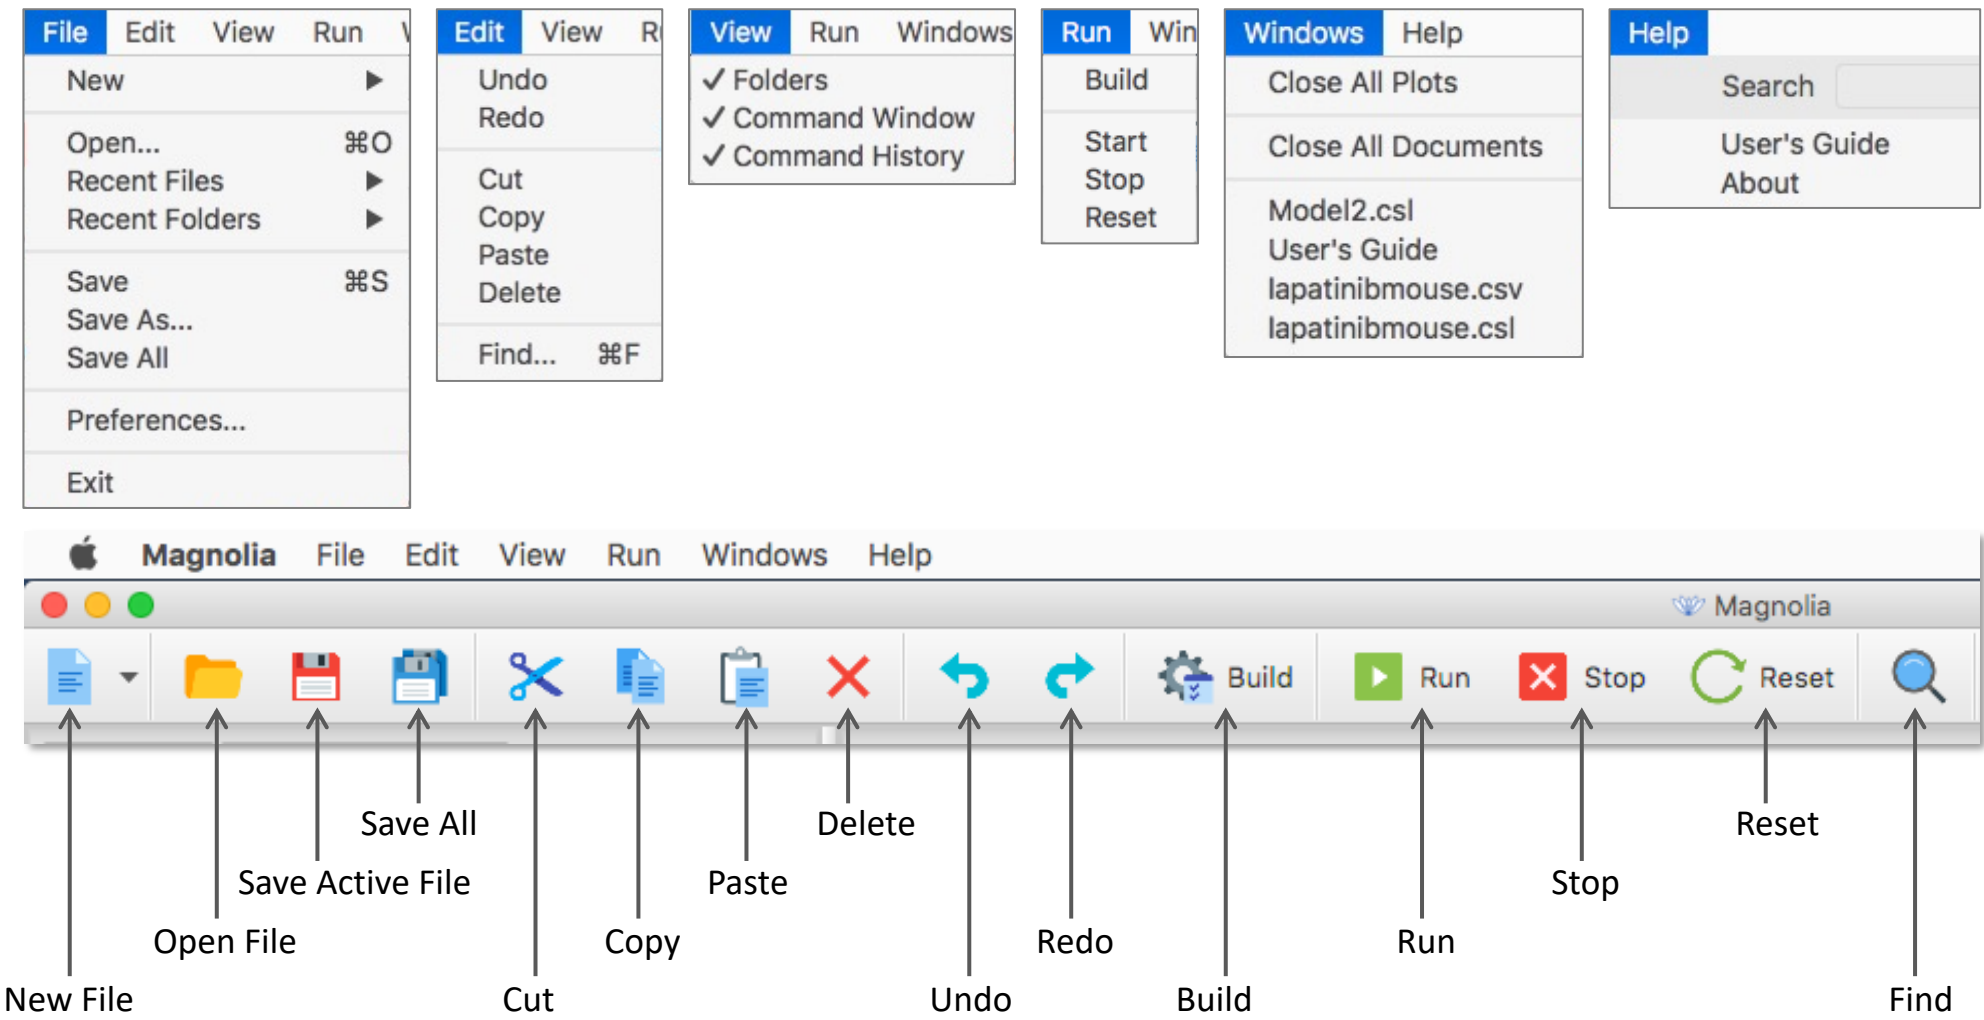 File Edit View Run
New
Open... ⌘O
Recent Files
Recent Folders
Save ⌘S
Save As...
Save All
Preferences...
Exit
Edit View R
Undo
Redo
Cut
Copy
Paste
Delete
Find... ⌘F
View Run Windows
✓ Folders
✓ Command Window
✓ Command History
Run Win
Build
Start
Stop
Reset
Windows Help
Close All Plots
Close All Documents
Model2.csl
User's Guide
lapatinibmouse.csv
lapatinibmouse.csl
Help
Search
User's Guide
About
Magnolia File Edit View Run Windows Help
Magnolia
Build Run Stop Reset
Save All Delete Reset
Save Active File Paste Stop
Open File Copy Redo Run
New File Cut Undo Build Find